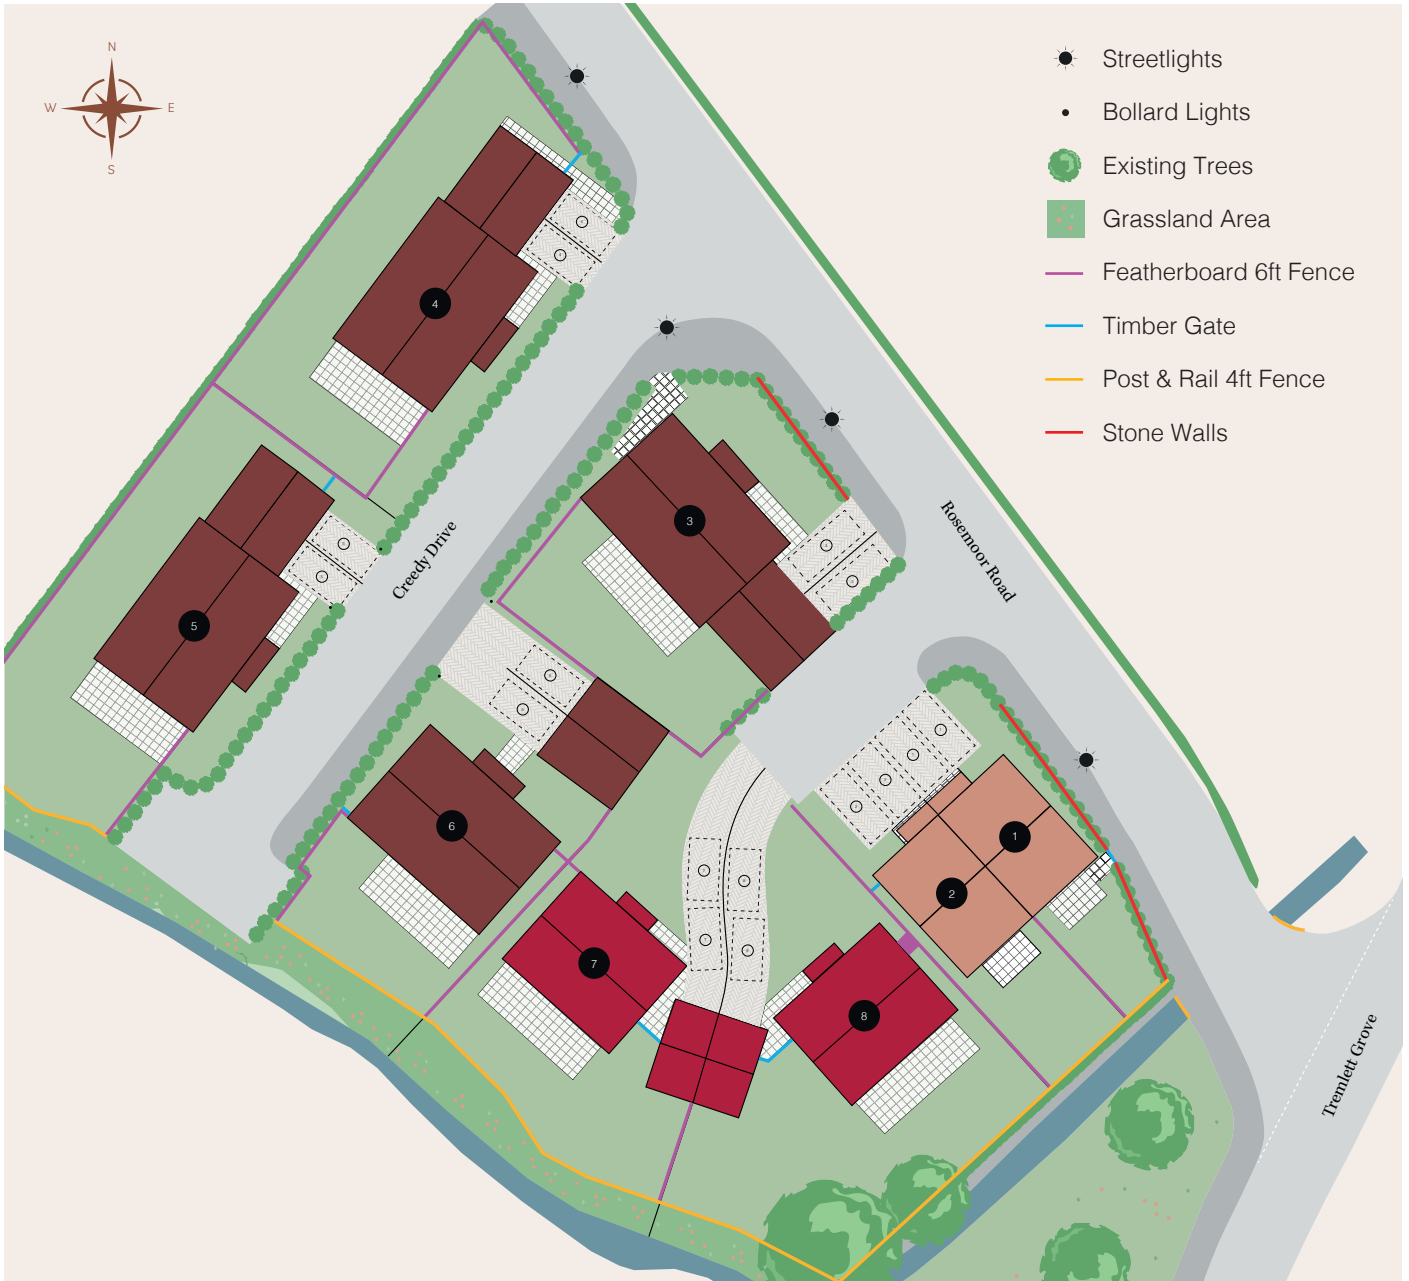 N
W
E
S
Streetlights
Bollard Lights
Existing Trees
Grassland Area
Featherboard 6ft Fence
Timber Gate
Post & Rail 4ft Fence
Stone Walls
4
3
5
Creedy Drive
Rosemoor Road
6
1
2
7
8
Tremlett Grove